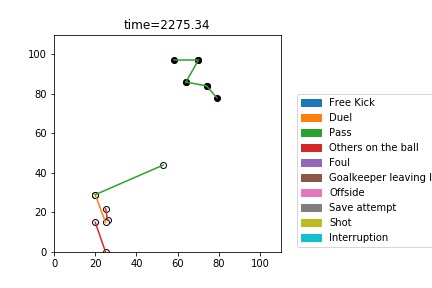 time=2275.34
100
80
60
40
20
0
0 20 40 60 80 100
Free Kick
Duel
Pass
Others on the ball
Foul
Goalkeeper leaving l
Offside
Save attempt
Shot
Interruption